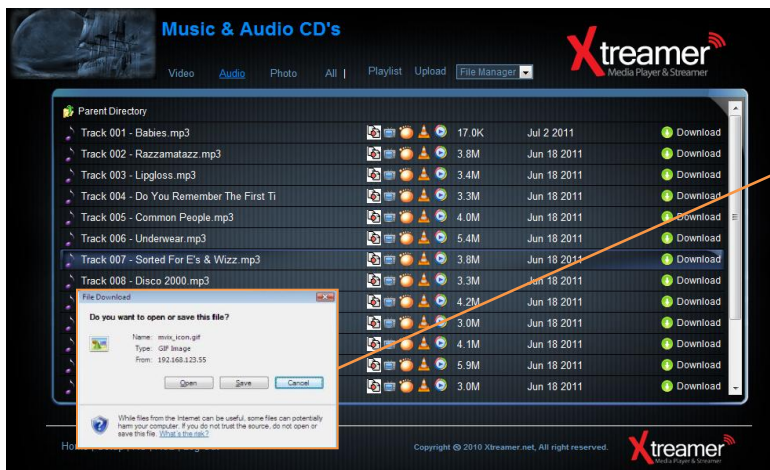 Music & Audio CD's
Xtreamer
Media Player & Streamer
Video Audio Photo All | Playlist Upload File Manager
Parent Directory
Track 001 - Babies.mp3 17.0K Jul 2 2011 Download
Track 002 - Razzamatazz.mp3 3.8M Jun 18 2011 Download
Track 003 - Lipgloss.mp3 3.4M Jun 18 2011 Download
Track 004 - Do You Remember The First Ti 3.3M Jun 18 2011 Download
Track 005 - Common People.mp3 4.0M Jun 18 2011 Download
Track 006 - Underwear.mp3 5.4M Jun 18 2011 Download
Track 007 - Sorted For E's & Wizz.mp3 3.8M Jun 18 2011 Download
Track 008 - Disco 2000.mp3 3.3M Jun 18 2011 Download
4.2M Jun 18 2011 Download
3.0M Jun 18 2011 Download
4.1M Jun 18 2011 Download
5.9M Jun 18 2011 Download
3.0M Jun 18 2011 Download
File Download
Do you want to open or save this file?
Name: mvix_icon.gif
Type: GIF Image
From: 192.168.123.55
Open Save Cancel
While files from the Internet can be useful, some files can potentially
harm your computer. If you do not trust the source, do not open or
save this file. What's the risk?
Copyright © 2010 Xtreamer.net, All right reserved.
Xtreamer
Media Player & Streamer